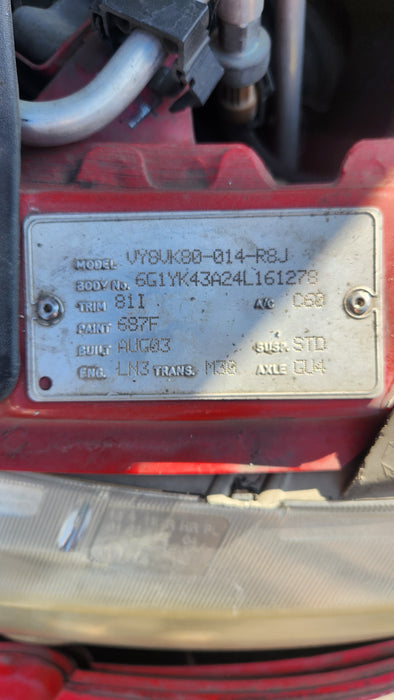 MODEL VY8VK80-014-R8J
BODY No. 6G1YK43A24L161278
TRIM 81I A/C C60
PAINT 687F
BUILT AUG03 SUSP. STD
ENG. LN3 TRANS. M30 AXLE GU4